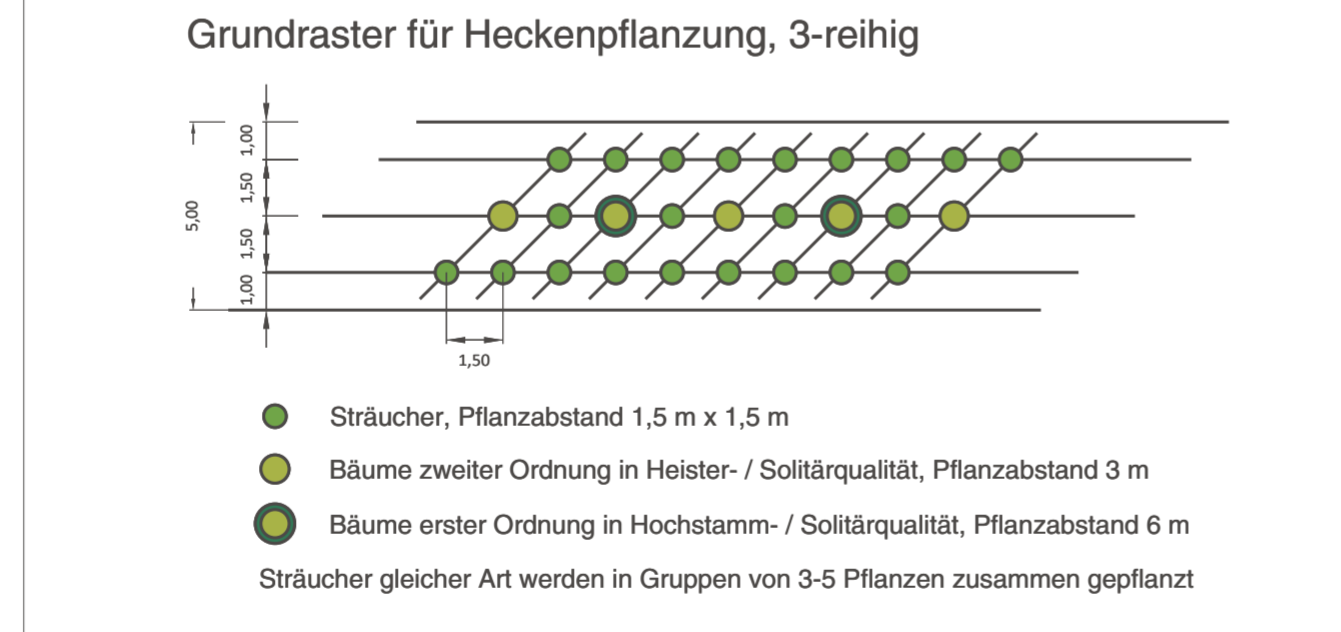 Grundraster für Heckenpflanzung, 3-reihig
1,00
1,50
5,00
1,50
1,00
1,50
Sträucher, Pflanzabstand 1,5 m x 1,5 m
Bäume zweiter Ordnung in Heister- / Solitärqualität, Pflanzabstand 3 m
Bäume erster Ordnung in Hochstamm- / Solitärqualität, Pflanzabstand 6 m
Sträucher gleicher Art werden in Gruppen von 3-5 Pflanzen zusammen gepflanzt